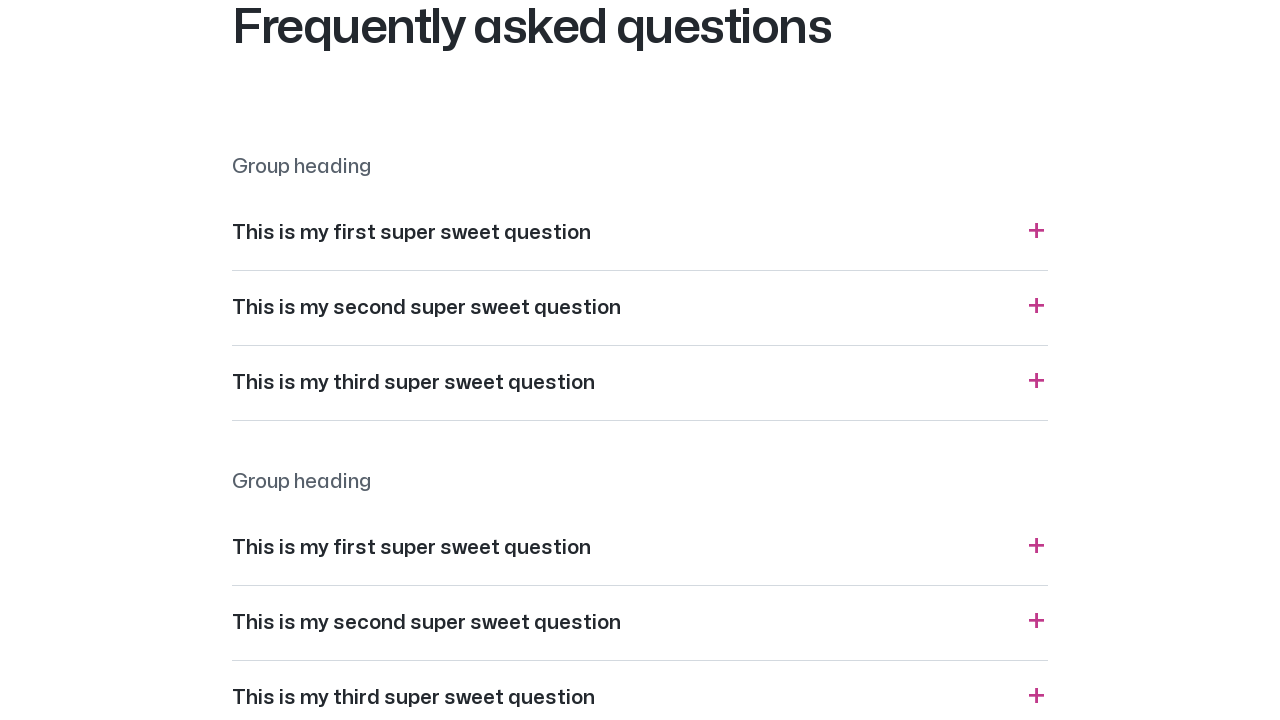 Frequently asked questions
Group heading
This is my first super sweet question
This is my second super sweet question
This is my third super sweet question
Group heading
This is my first super sweet question
This is my second super sweet question
This is my third super sweet question